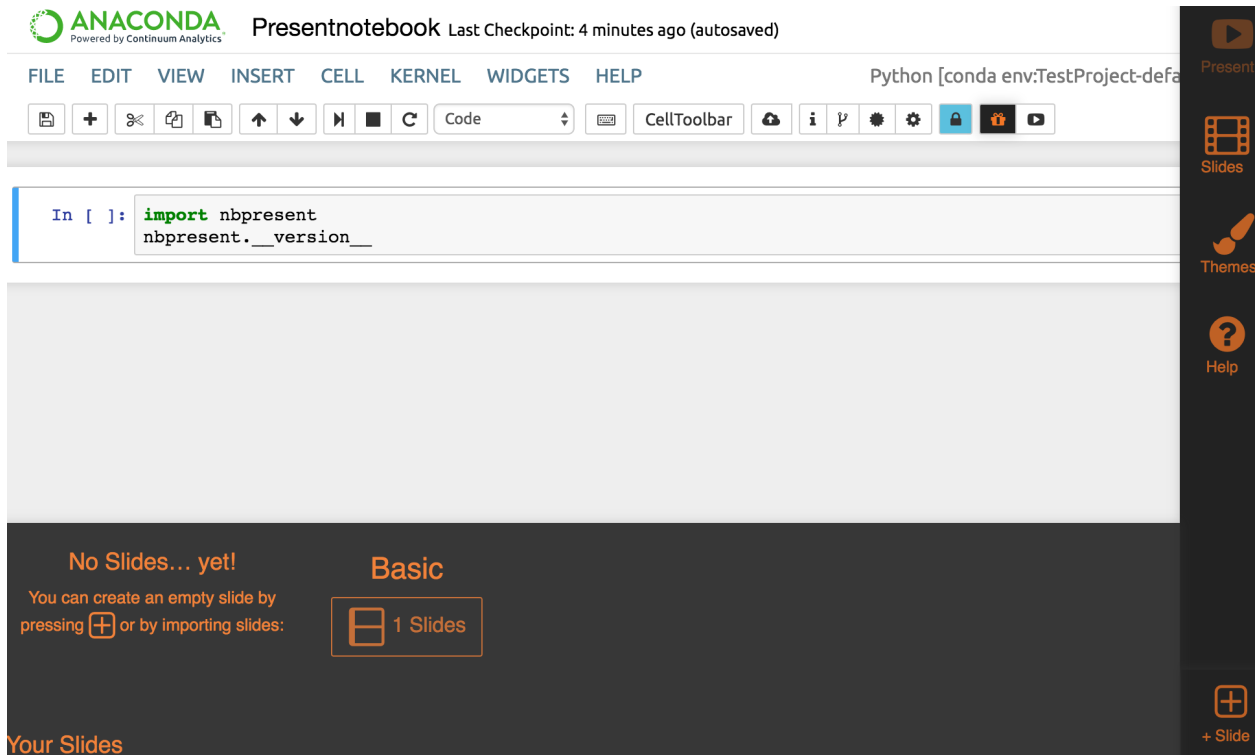 ANACONDA
Powered by Continuum Analytics
Presentnotebook Last Checkpoint: 4 minutes ago (autosaved)
FILE EDIT VIEW INSERT CELL KERNEL WIDGETS HELP
Python [conda env:TestProject-defa
Code
CellToolbar
In [ ]: import nbpresent
nbpresent.__version__
Present
Slides
Themes
Help
No Slides... yet!
You can create an empty slide by
pressing or by importing slides:
Basic
1 Slides
Your Slides
+ Slide